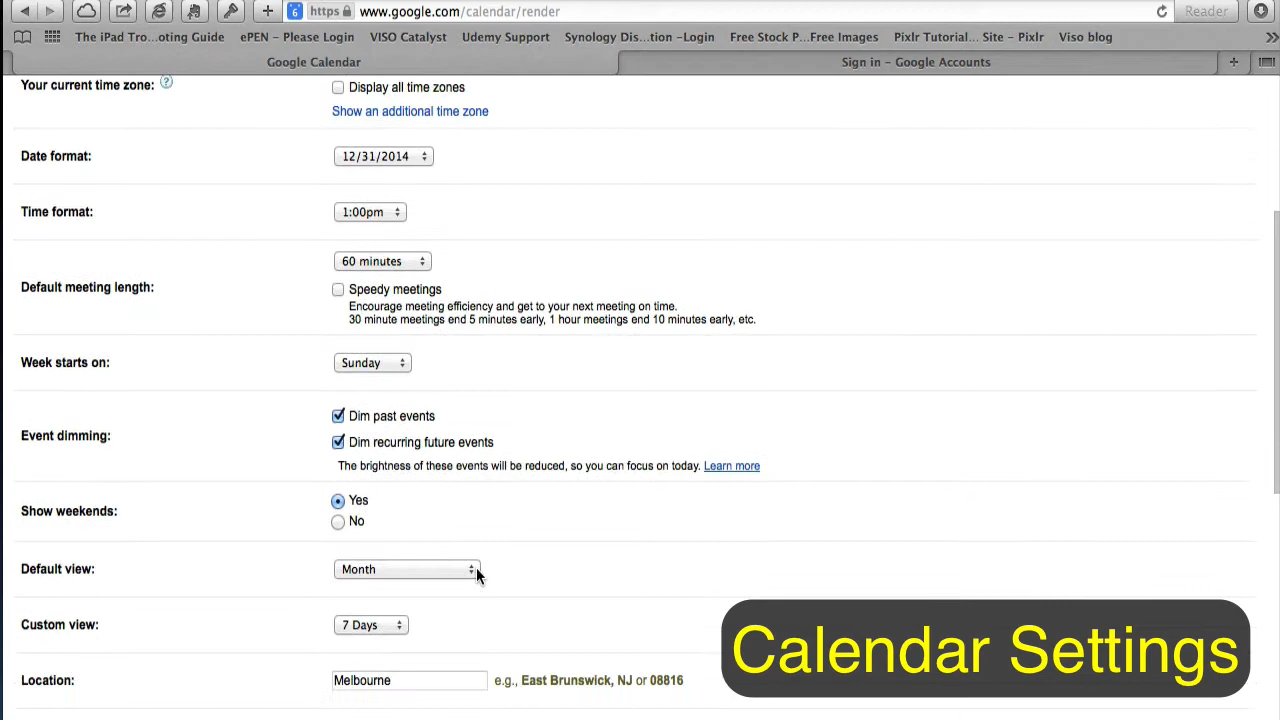 https www.google.com/calendar/render Reader
The iPad Tro...oting Guide ePEN - Please Login VISO Catalyst Udemy Support Synology Dis...tion -Login Free Stock P...Free Images Pixlr Tutorial... Site - Pixlr Viso blog
Google Calendar Sign in - Google Accounts
Your current time zone: ? Display all time zones
Show an additional time zone
Date format: 12/31/2014
Time format: 1:00pm
60 minutes
Default meeting length: Speedy meetings
Encourage meeting efficiency and get to your next meeting on time.
30 minute meetings end 5 minutes early, 1 hour meetings end 10 minutes early, etc.
Week starts on: Sunday
Dim past events
Event dimming: Dim recurring future events
The brightness of these events will be reduced, so you can focus on today. Learn more
Yes
Show weekends:
No
Default view: Month
Custom view: 7 Days
Calendar Settings
Location: Melbourne e.g., East Brunswick, NJ or 08816